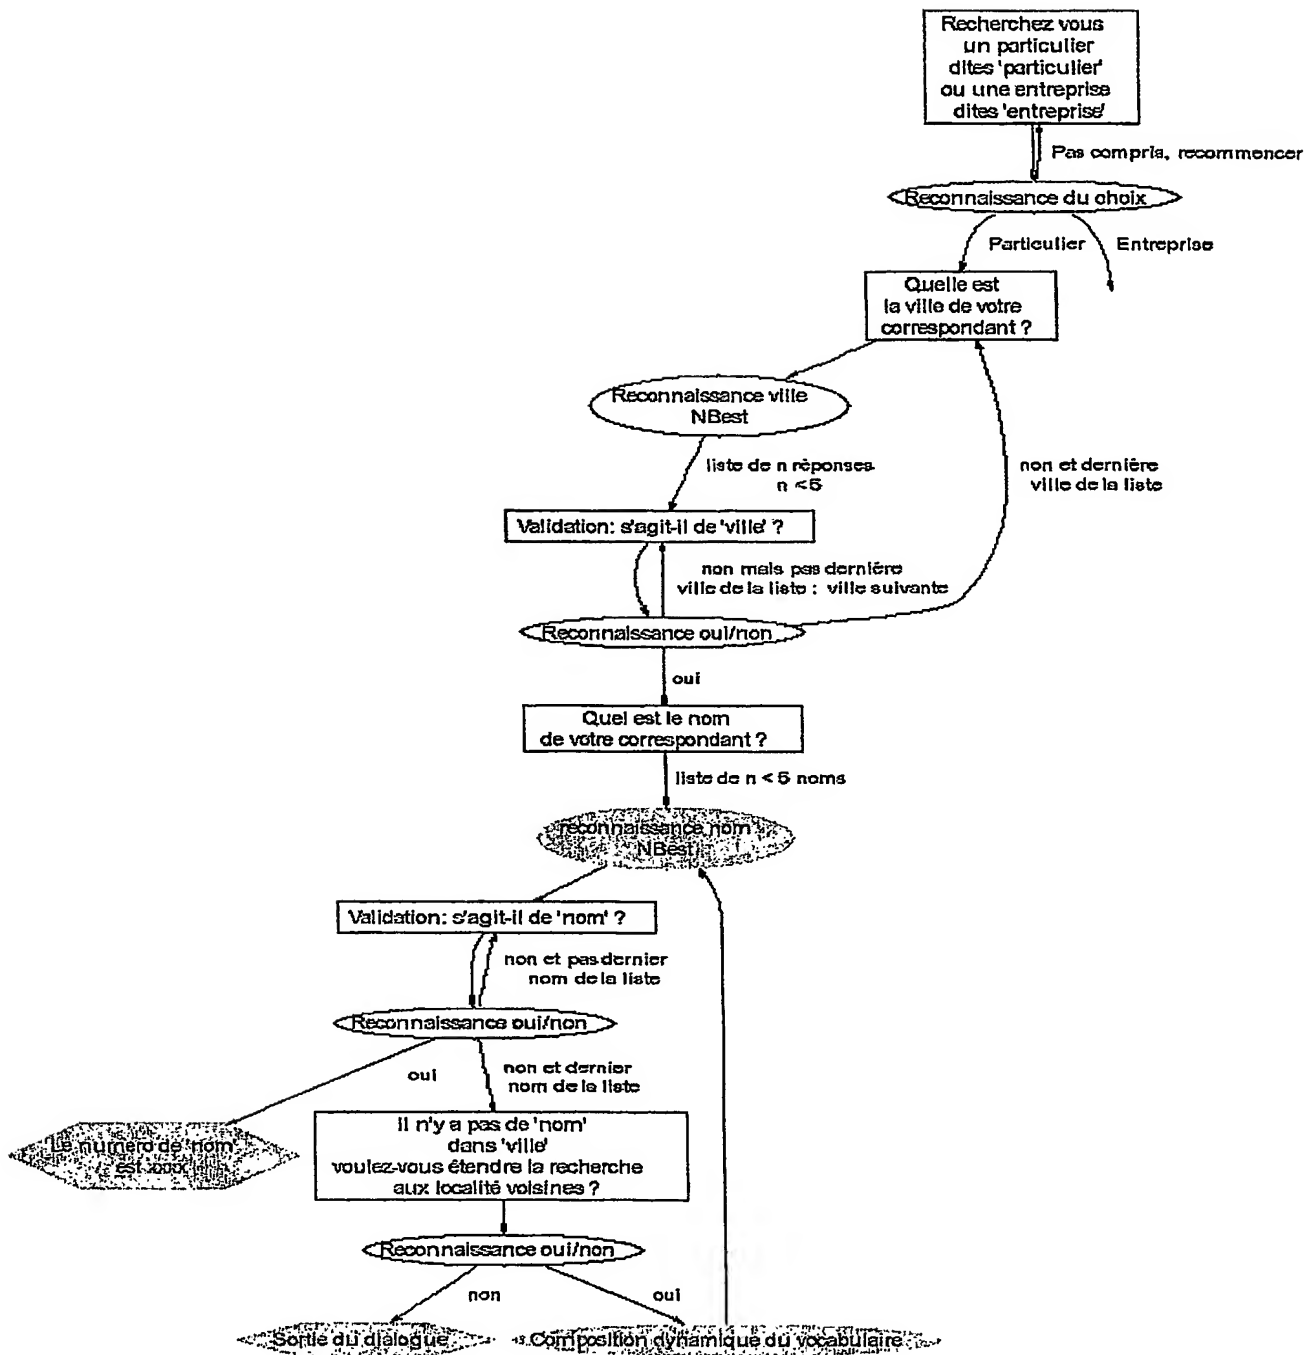 Recherchez vous
un particulier
dites 'particulier'
ou une entreprise
dites 'entreprise'
Pas compris, recommencer
Reconnaissance du choix
Particulier
Entreprise
Quelle est
la ville de votre
correspondant ?
Reconnaissance ville
NBest
liste de n réponses
n <5
non et dernière
ville de la liste
Validation: s'agit-il de 'ville' ?
non mais pas dernière
ville de la liste : ville suivante
Reconnaissance oui/non
oui
Quel est le nom
de votre correspondant ?
liste de n < 5 noms
reconnaissance nom
NBest
Validation: s'agit-il de 'nom' ?
non et pas dernier
nom de la liste
Reconnaissance oui/non
oui
non et dernier
nom de la liste
Le numéro de 'nom'
est xxxx
Il n'y a pas de 'nom'
dans 'ville'
voulez-vous étendre la recherche
aux localité voisines ?
Reconnaissance oui/non
non
oui
Sortie du dialogue
Composition dynamique du vocabulaire